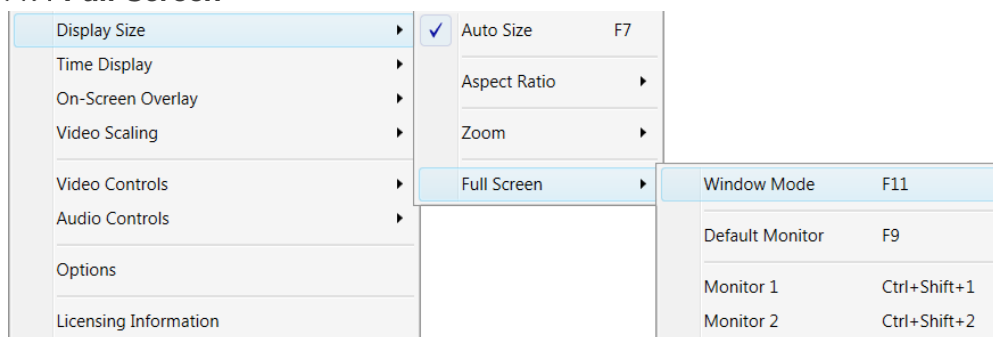 Full Screen
Display Size
Time Display
On-Screen Overlay
Video Scaling
Video Controls
Audio Controls
Options
Licensing Information
Auto Size F7
Aspect Ratio
Zoom
Full Screen
Window Mode F11
Default Monitor F9
Monitor 1 Ctrl+Shift+1
Monitor 2 Ctrl+Shift+2